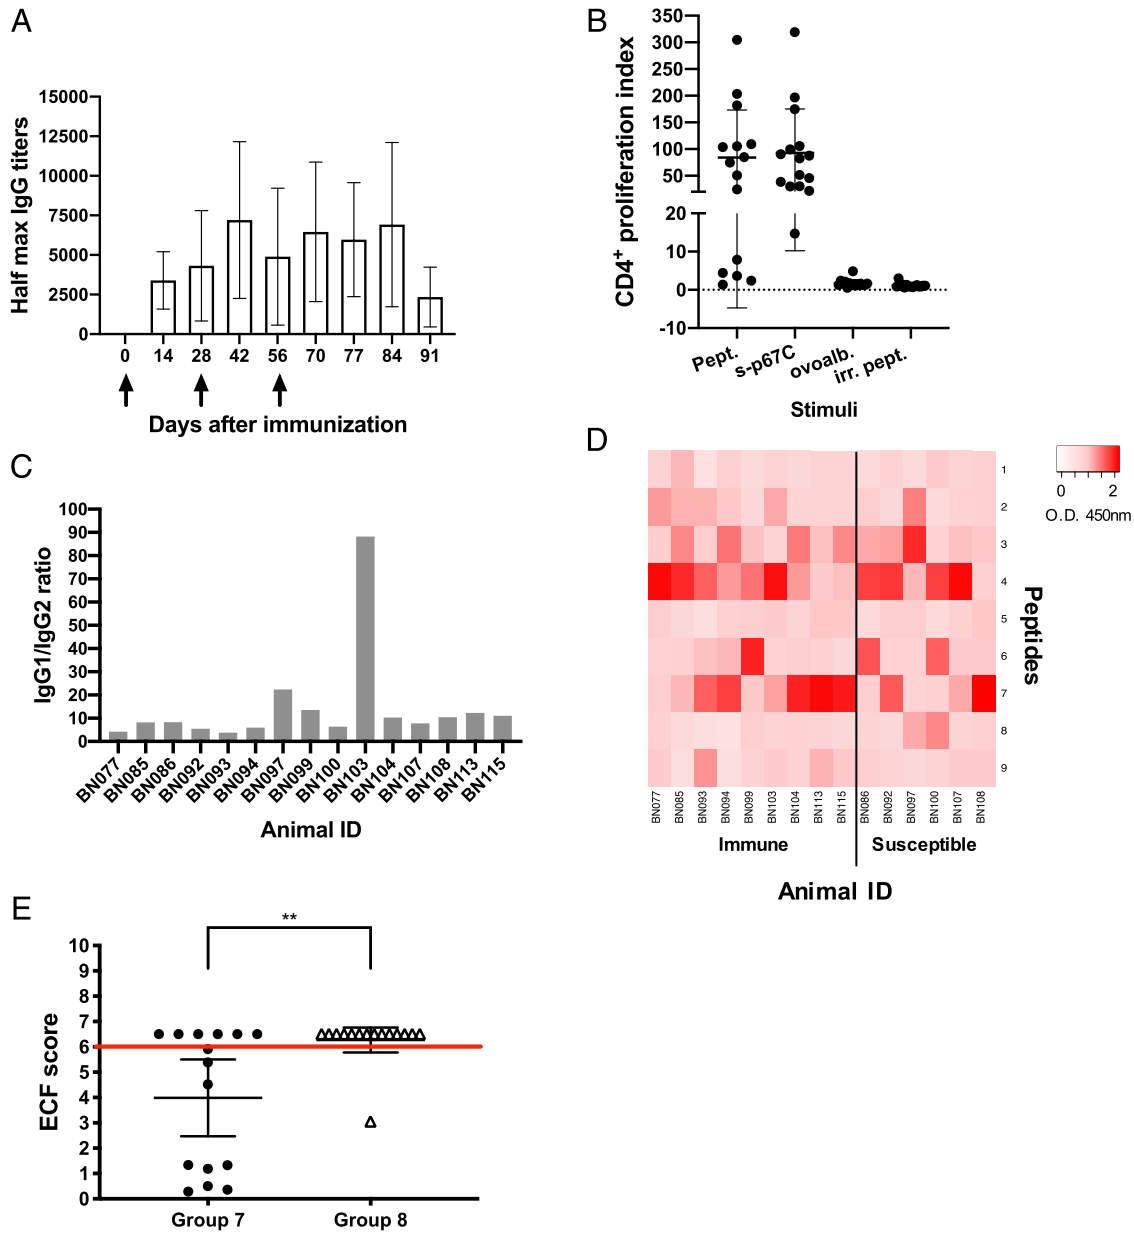 A
15000
12500
10000
7500
5000
2500
0
Half max IgG titers
0 14 28 42 56 70 77 84 91
Days after immunization
B
350
300
250
200
150
100
50
20
10
0
-10
CD4+ proliferation index
Pept. s-p67C ovoalb. irr. pept.
Stimuli
C
100
90
80
70
60
50
40
30
20
10
0
IgG1/IgG2 ratio
BN077 BN085 BN086 BN092 BN093 BN094 BN097 BN099 BN100 BN103 BN104 BN107 BN108 BN113 BN115
Animal ID
D
0 2
O.D. 450nm
1
2
3
4
5
6
7
8
9
Peptides
BN077 BN085 BN093 BN094 BN099 BN103 BN104 BN113 BN115 BN086 BN092 BN097 BN100 BN107 BN108
Immune Susceptible
Animal ID
E
**
10
9
8
7
6
5
4
3
2
1
0
ECF score
Group 7 Group 8